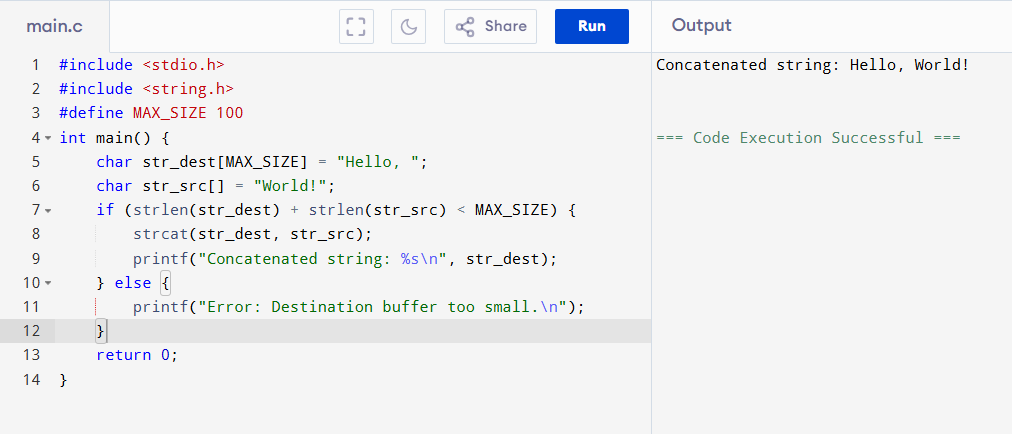 main.c Share Run Output
1 #include <stdio.h>
2 #include <string.h>
3 #define MAX_SIZE 100
4 int main() {
5     char str_dest[MAX_SIZE] = "Hello, ";
6     char str_src[] = "World!";
7     if (strlen(str_dest) + strlen(str_src) < MAX_SIZE) {
8         strcat(str_dest, str_src);
9         printf("Concatenated string: %s\n", str_dest);
10     } else {
11         printf("Error: Destination buffer too small.\n");
12     }
13     return 0;
14 }
Concatenated string: Hello, World!
=== Code Execution Successful ===